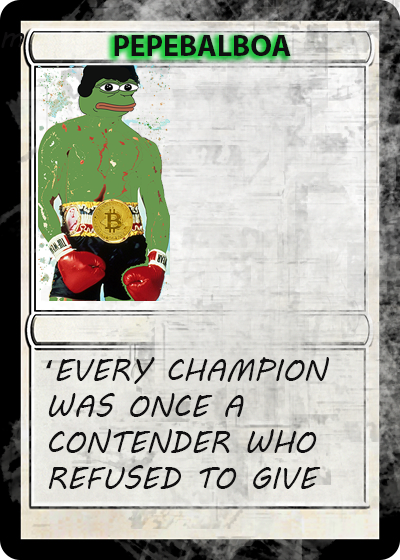 PEPEBALBOA
'EVERY CHAMPION
WAS ONCE A
CONTENDER WHO
REFUSED TO GIVE